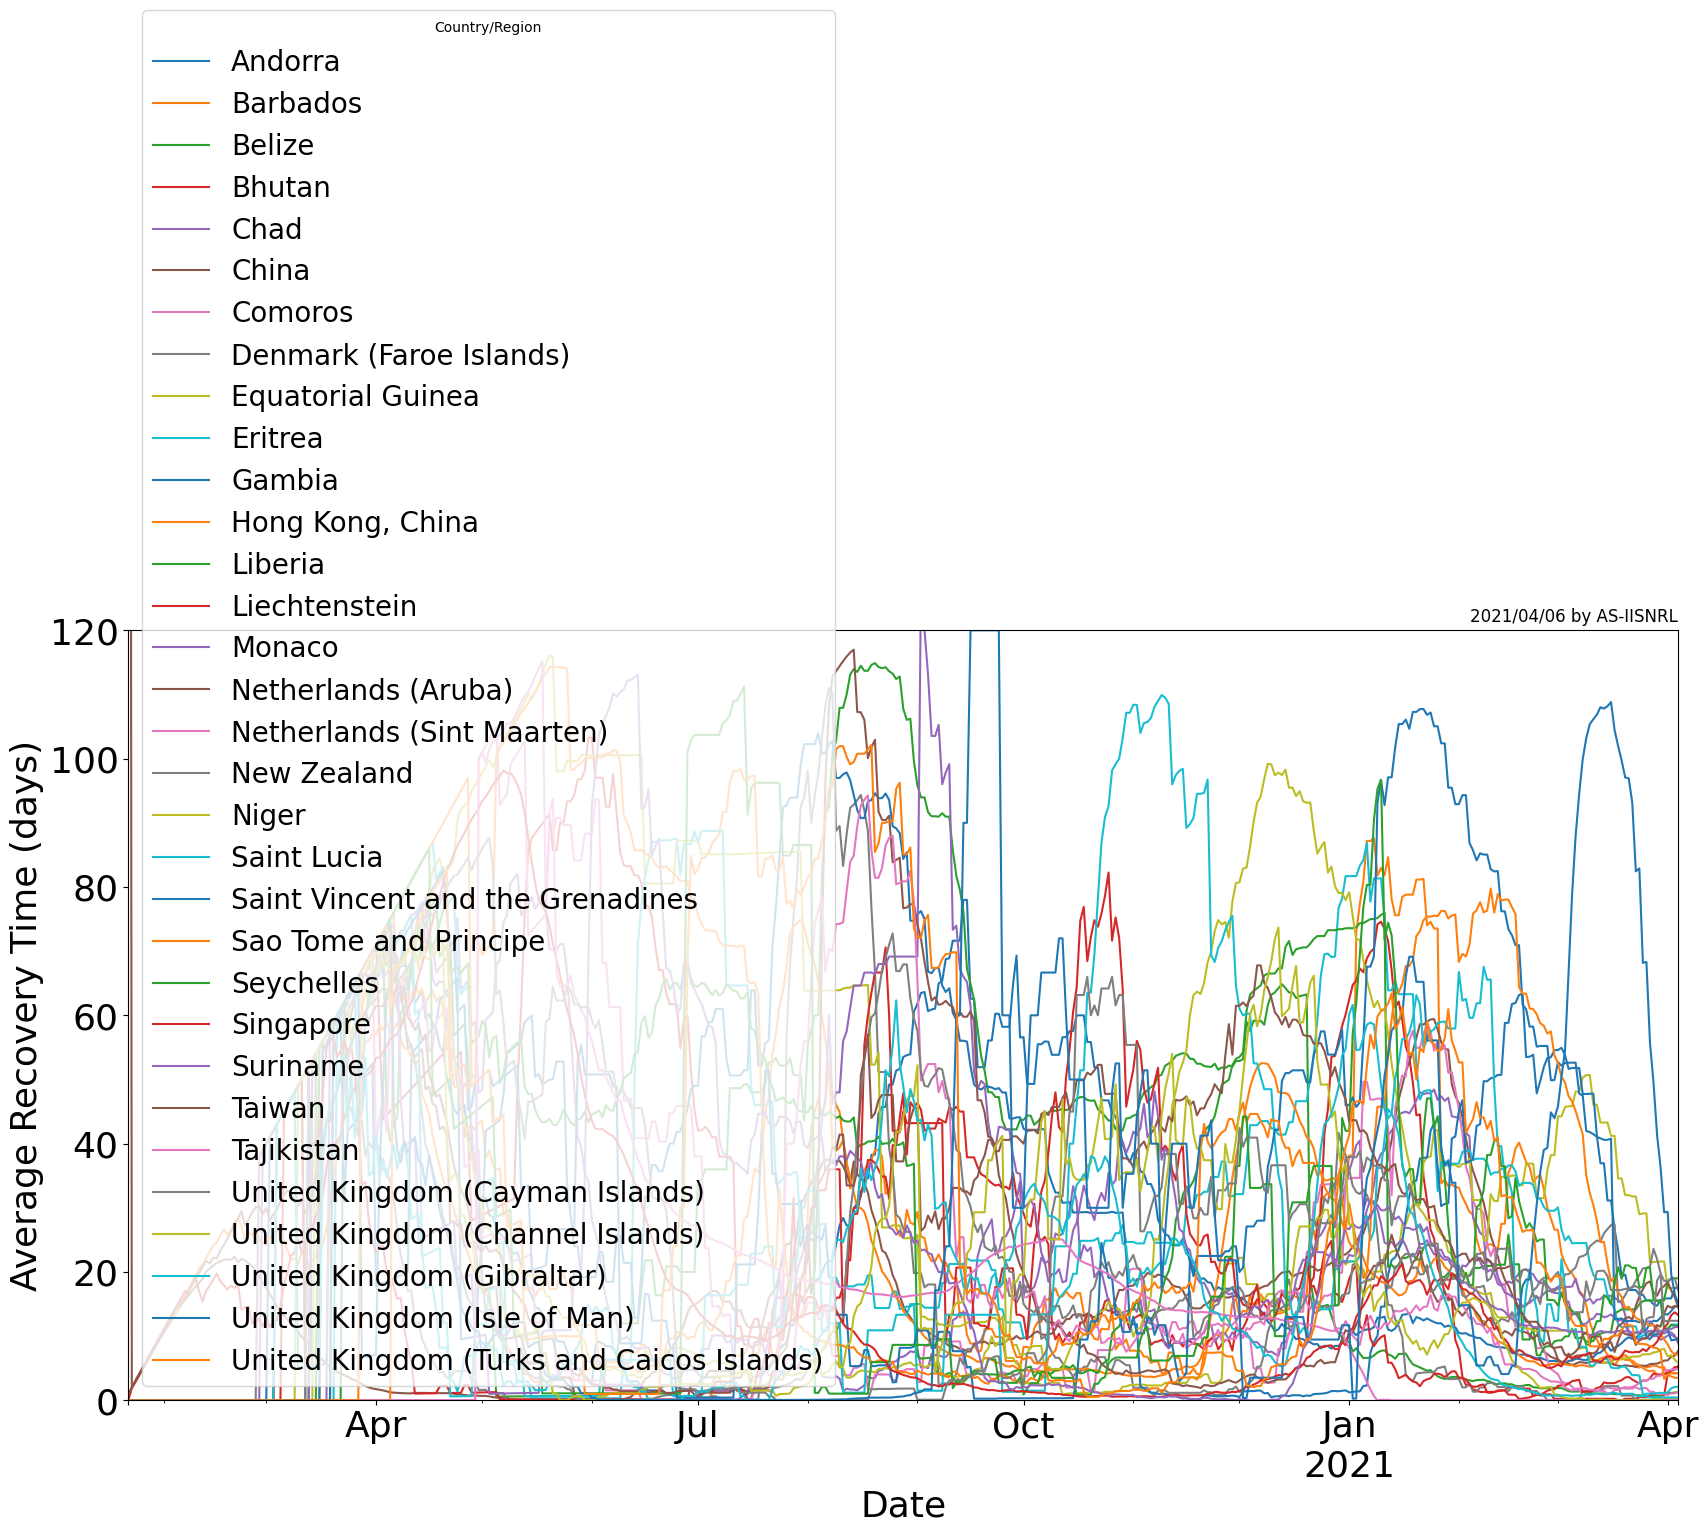 Country/Region
Andorra
Barbados
Belize
Bhutan
Chad
China
Comoros
Denmark (Faroe Islands)
Equatorial Guinea
Eritrea
Gambia
Hong Kong, China
Liberia
Liechtenstein
Monaco
Netherlands (Aruba)
Netherlands (Sint Maarten)
New Zealand
Niger
Saint Lucia
Saint Vincent and the Grenadines
Sao Tome and Principe
Seychelles
Singapore
Suriname
Taiwan
Tajikistan
United Kingdom (Cayman Islands)
United Kingdom (Channel Islands)
United Kingdom (Gibraltar)
United Kingdom (Isle of Man)
United Kingdom (Turks and Caicos Islands)
2021/04/06 by AS-IISNRL
Average Recovery Time (days)
120
100
80
60
40
20
0
Apr
Jul
Oct
Jan
2021
Apr
Date